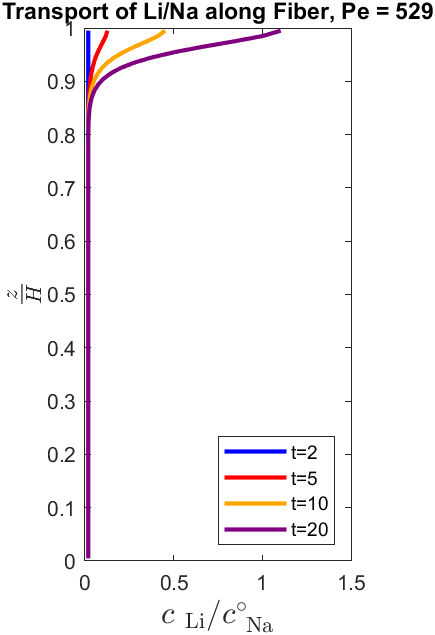 Transport of Li/Na along Fiber, Pe = 529
1
0.9
0.8
0.7
0.6
0.5
0.4
0.3
0.2
0.1
0
z/H
t=2
t=5
t=10
t=20
0 0.5 1 1.5
c Li/c°Na